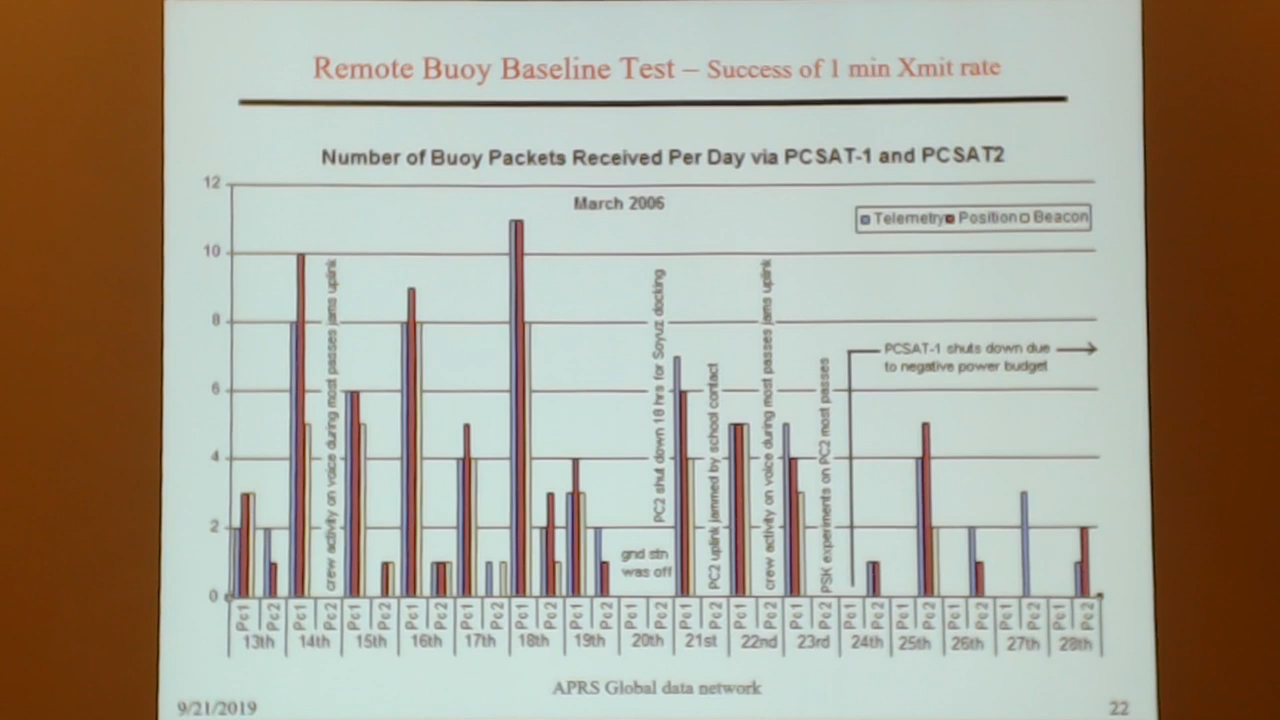 Remote Buoy Baseline Test – Success of 1 min Xmit rate
Number of Buoy Packets Received Per Day via PCSAT-1 and PCSAT2
March 2006
Telemetry Position Beacon
12
10
8
6
4
2
0
crew activity on voice during most passes jams uplink
gnd stn
was off
PC2 shut down 18 hrs for Soyuz docking
PC2 uplink jammed by school contact
crew activity on voice during most passes jams uplink
PSK experiments on PC2 most passes
PCSAT-1 shuts down due
to negative power budget
Pc1 Pc2 Pc1 Pc2 Pc1 Pc2 Pc1 Pc2 Pc1 Pc2 Pc1 Pc2 Pc1 Pc2 Pc1 Pc2 Pc1 Pc2 Pc1 Pc2 Pc1 Pc2 Pc1 Pc2 Pc1 Pc2 Pc1 Pc2 Pc1 Pc2 Pc1 Pc2
13th 14th 15th 16th 17th 18th 19th 20th 21st 22nd 23rd 24th 25th 26th 27th 28th
APRS Global data network
9/21/2019
22